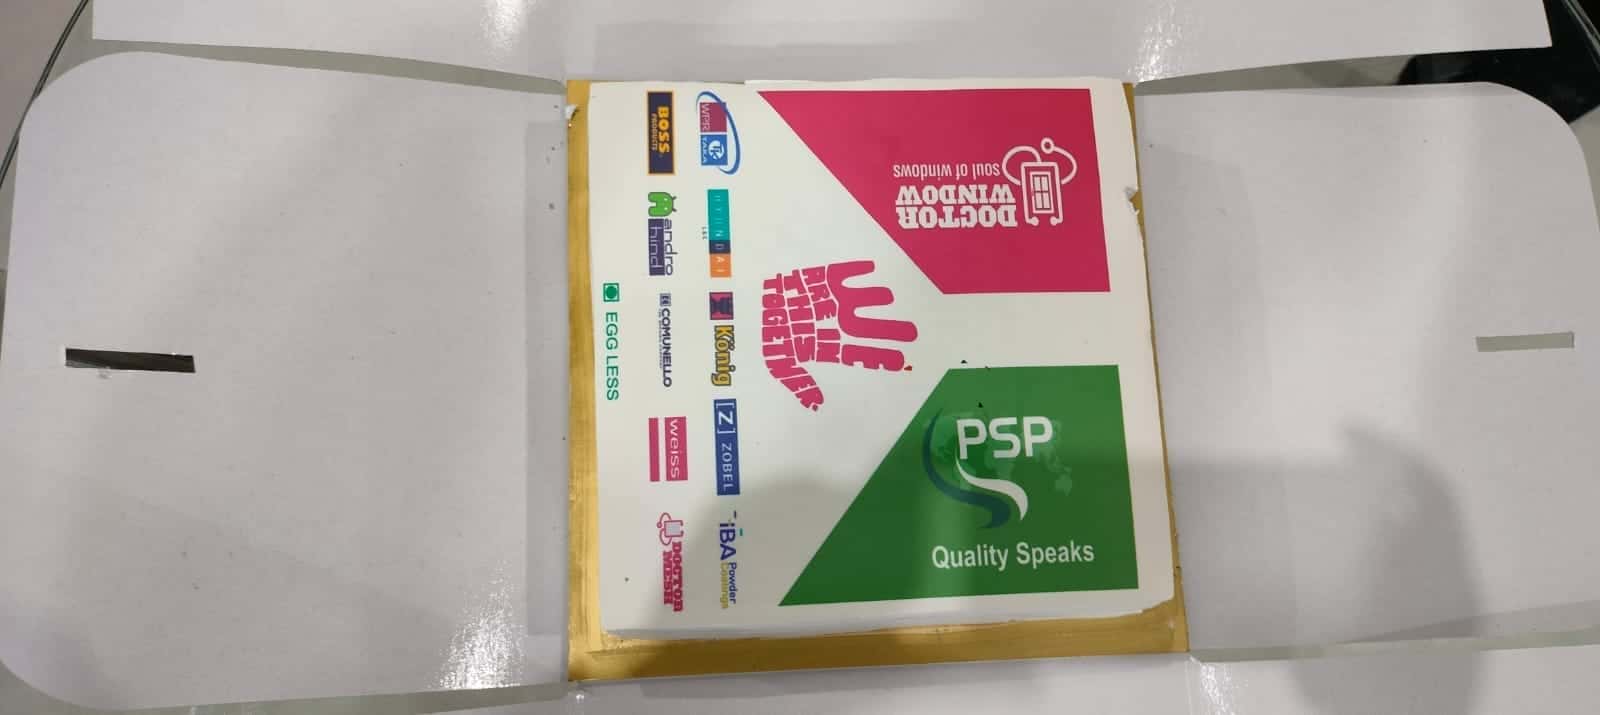 DOCTOR
WINDOW
soul of windows
PSP
Quality Speaks
WE
ARE IN
THIS
TOGETHER.
WPR
TAKA
HYUNDAI
L&C
König
[Z] ZOBEL
iBA Powder
Coatings
BOSS
PRODUCTS
andro
hind
COMUNELLO
weiss
DOCTOR
MESH
EGG LESS